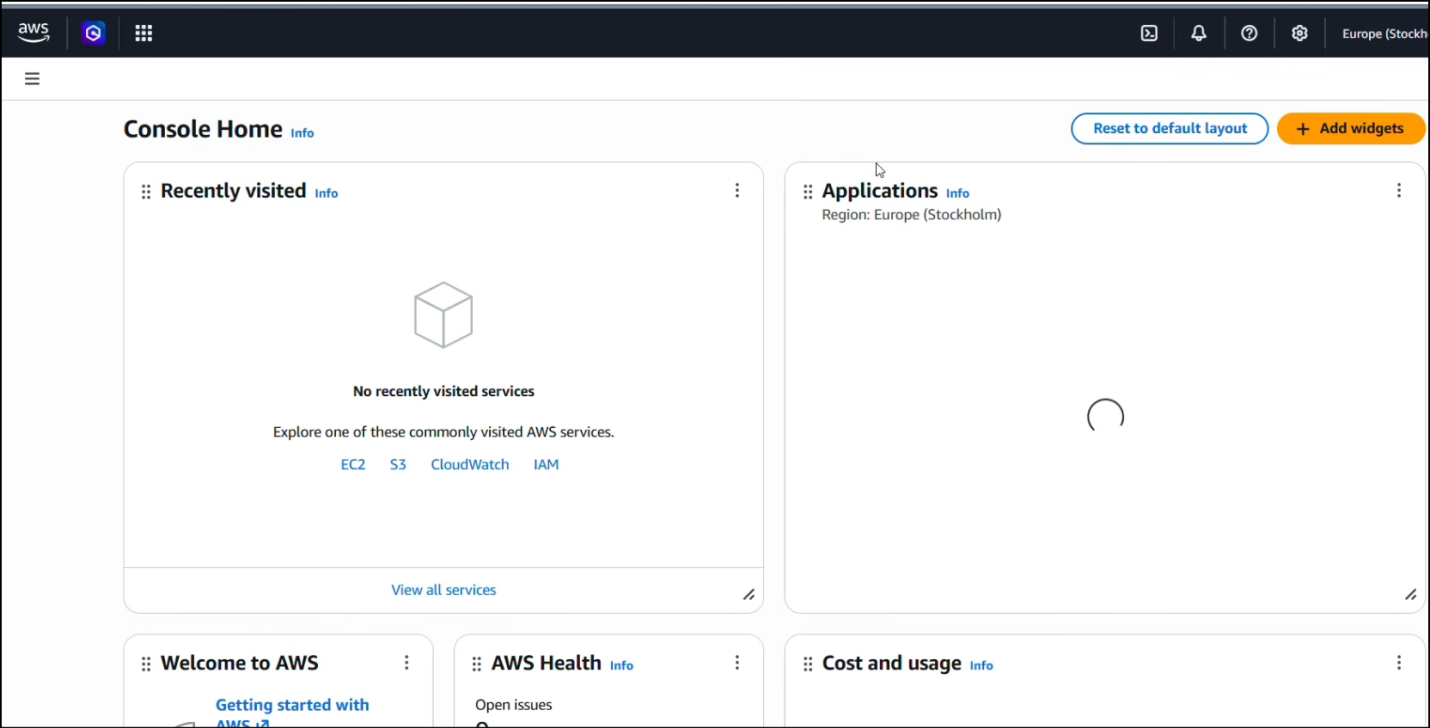 aws
Europe (Stockh
Console Home Info
Reset to default layout
+ Add widgets
Recently visited Info
No recently visited services
Explore one of these commonly visited AWS services.
EC2 S3 CloudWatch IAM
View all services
Applications Info
Region: Europe (Stockholm)
Welcome to AWS
Getting started with
AWS
AWS Health Info
Open issues
Cost and usage Info